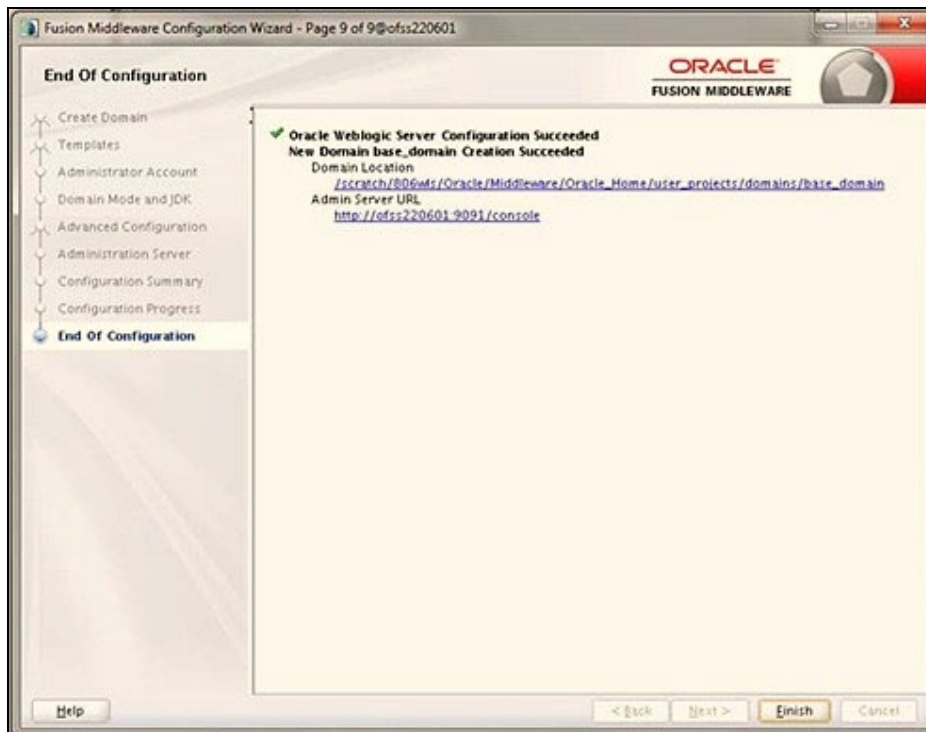 Fusion Middleware Configuration Wizard - Page 9 of 9@ofss220601
End Of Configuration
ORACLE
FUSION MIDDLEWARE
Create Domain
Templates
Administrator Account
Domain Mode and JDK
Advanced Configuration
Administration Server
Configuration Summary
Configuration Progress
End Of Configuration
Oracle Weblogic Server Configuration Succeeded
New Domain base_domain Creation Succeeded
Domain Location
/scratch/806wls/Oracle/Middleware/Oracle_Home/user_projects/domains/base_domain
Admin Server URL
http://ofss220601:9091/console
Help
< Back
Next >
Finish
Cancel